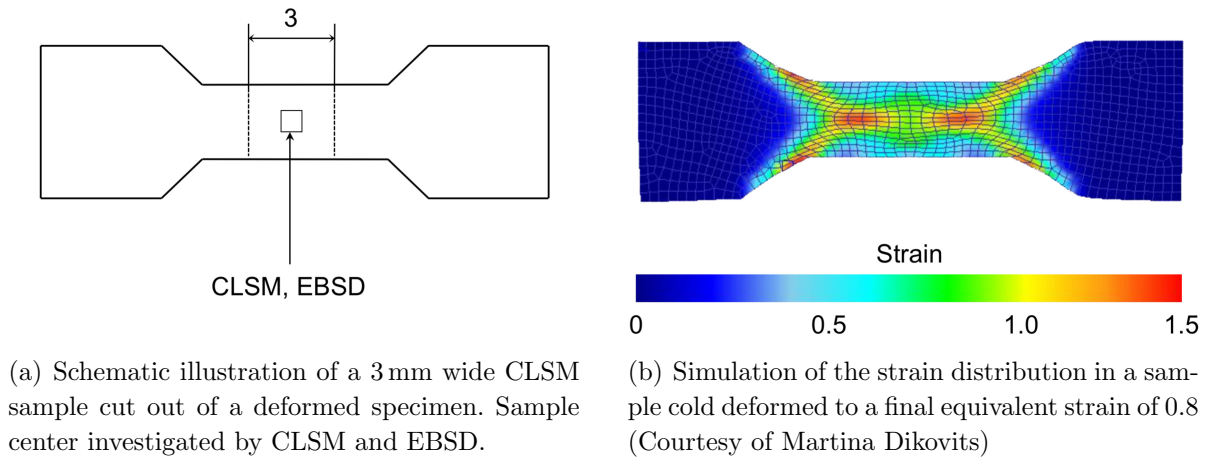 3
CLSM, EBSD
(a) Schematic illustration of a 3 mm wide CLSM
sample cut out of a deformed specimen. Sample
center investigated by CLSM and EBSD.
Strain
0 0.5 1.0 1.5
(b) Simulation of the strain distribution in a sam-
ple cold deformed to a final equivalent strain of 0.8
(Courtesy of Martina Dikovits)